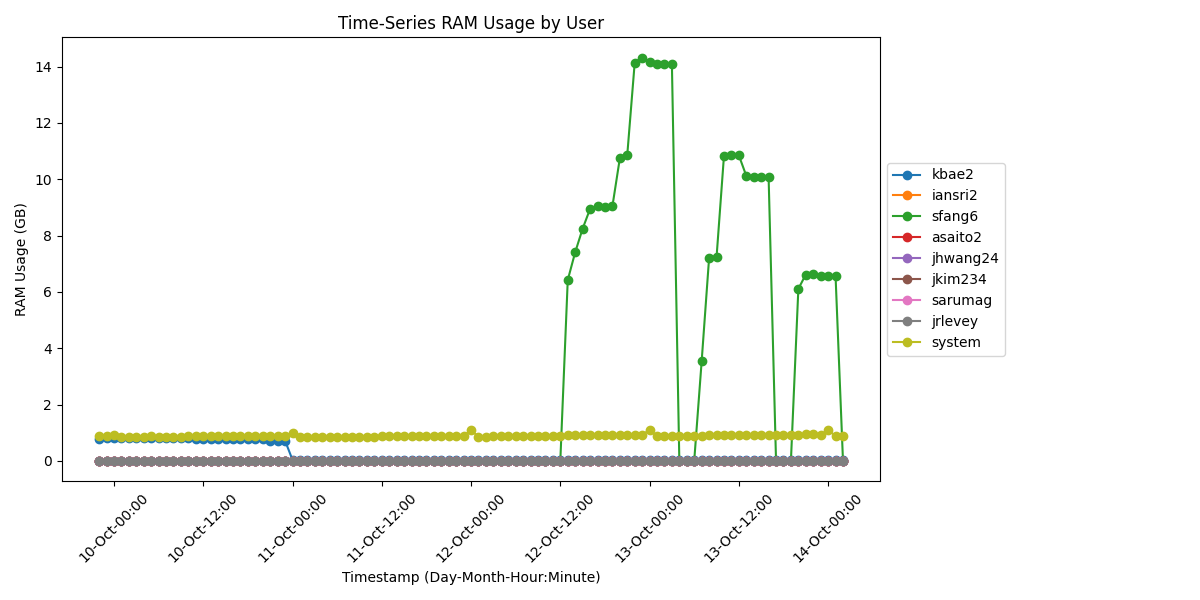 Time-Series RAM Usage by User
14
12
10
8
6
4
2
0
RAM Usage (GB)
10-Oct-00:00
10-Oct-12:00
11-Oct-00:00
11-Oct-12:00
12-Oct-00:00
12-Oct-12:00
13-Oct-00:00
13-Oct-12:00
14-Oct-00:00
Timestamp (Day-Month-Hour:Minute)
kbae2
iansri2
sfang6
asaito2
jhwang24
jkim234
sarumag
jrlevey
system